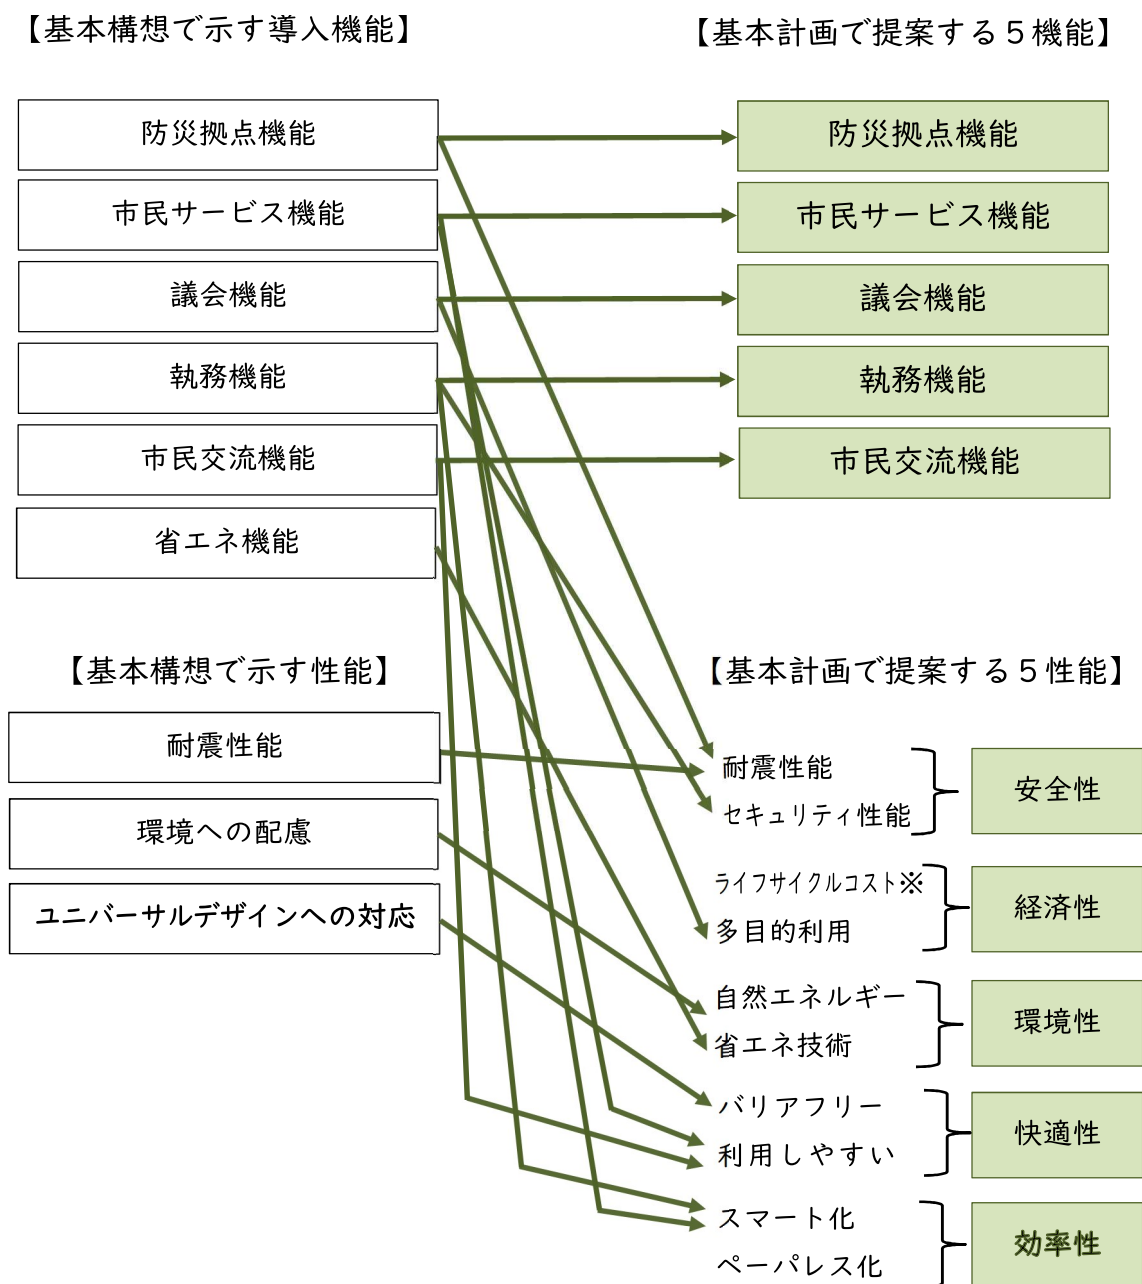 【基本構想で示す導入機能】
防災拠点機能
市民サービス機能
議会機能
執務機能
市民交流機能
省エネ機能
【基本計画で提案する５機能】
防災拠点機能
市民サービス機能
議会機能
執務機能
市民交流機能
【基本構想で示す性能】
耐震性能
環境への配慮
ユニバーサルデザインへの対応
【基本計画で提案する５性能】
耐震性能
セキュリティ性能
安全性
ライフサイクルコスト※
多目的利用
経済性
自然エネルギー
省エネ技術
環境性
バリアフリー
利用しやすい
快適性
スマート化
ペーパレス化
効率性